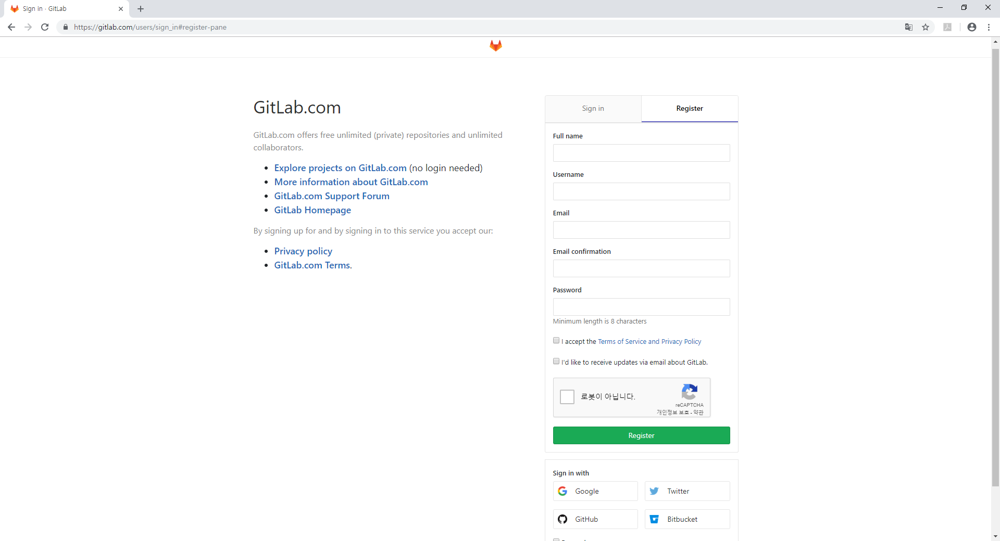 Sign in · GitLab
https://gitlab.com/users/sign_in#register-pane
GitLab.com
GitLab.com offers free unlimited (private) repositories and unlimited
collaborators.
Explore projects on GitLab.com (no login needed)
More information about GitLab.com
GitLab.com Support Forum
GitLab Homepage
By signing up for and by signing in to this service you accept our:
Privacy policy
GitLab.com Terms.
Sign in
Register
Full name
Username
Email
Email confirmation
Password
Minimum length is 8 characters
I accept the Terms of Service and Privacy Policy
I'd like to receive updates via email about GitLab.
로봇이 아닙니다.
reCAPTCHA
개인정보 보호 - 약관
Register
Sign in with
Google
Twitter
GitHub
Bitbucket